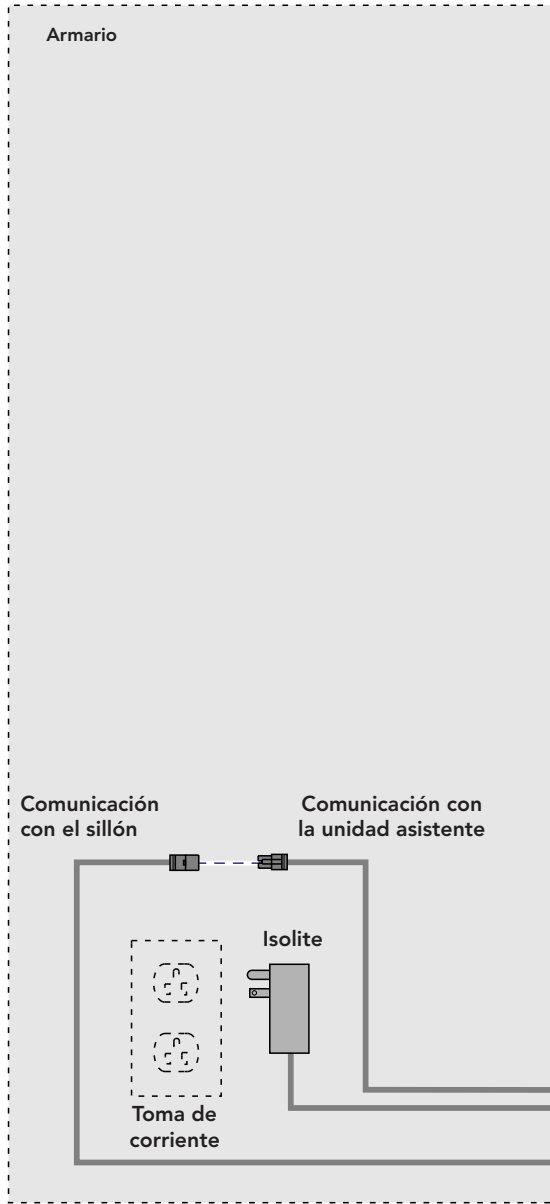 Armario
Comunicación
con el sillón
Comunicación con
la unidad asistente
Isolite
Toma de
corriente